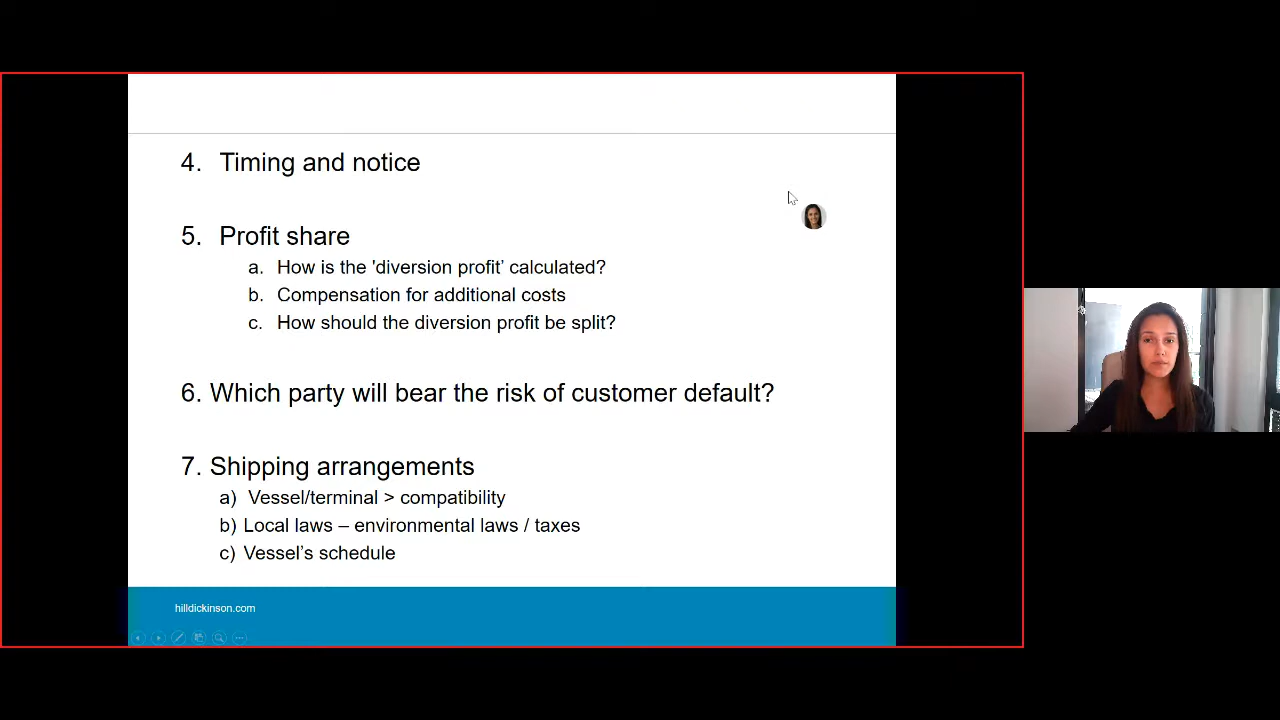 4. Timing and notice
5. Profit share
a. How is the 'diversion profit' calculated?
b. Compensation for additional costs
c. How should the diversion profit be split?
6. Which party will bear the risk of customer default?
7. Shipping arrangements
a) Vessel/terminal > compatibility
b) Local laws – environmental laws / taxes
c) Vessel's schedule
hilldickinson.com